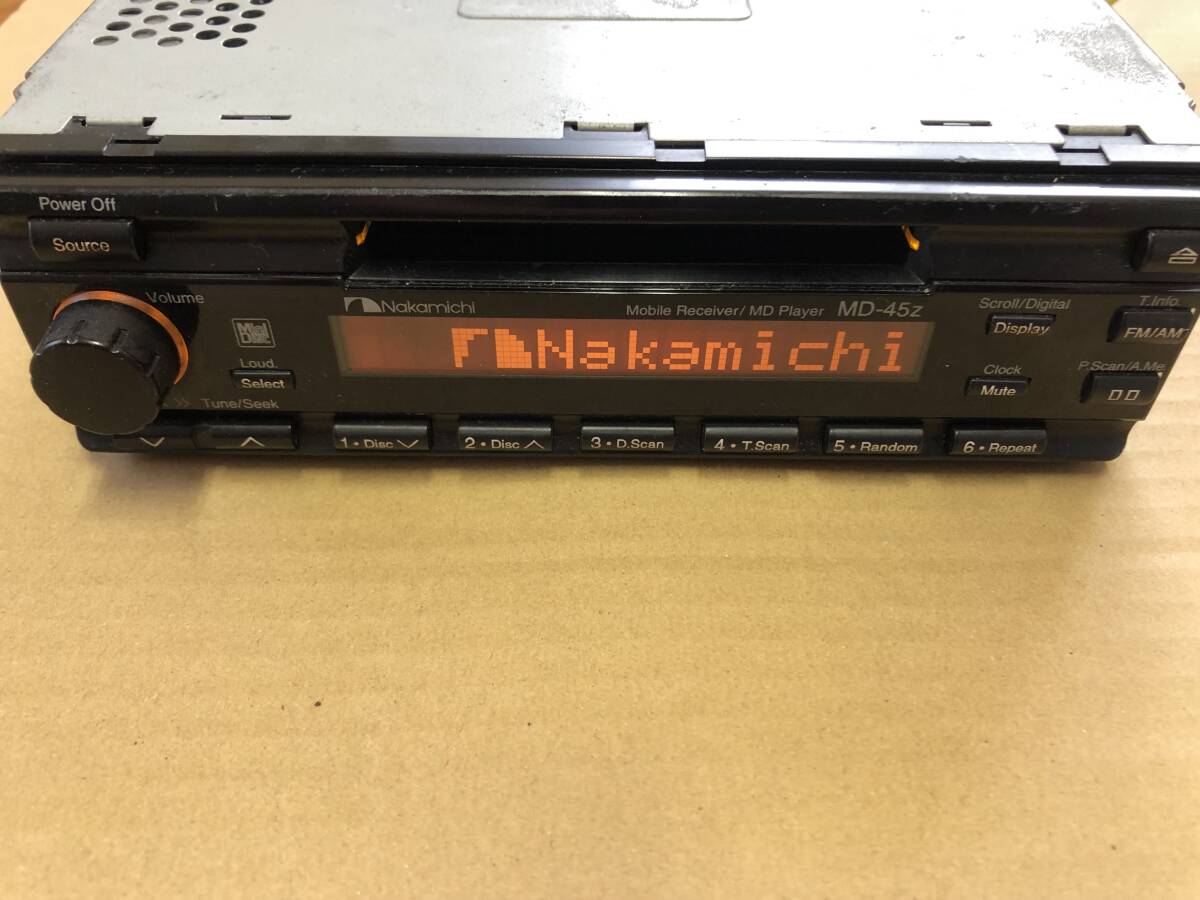 Power Off
Source
Volume
Nakamichi
Mobile Receiver/ MD Player MD-45z
Scroll/Digital
Display
T.Info.
FM/AM
Mini
Disc
Nakamichi
Loud.
Select
Clock
Mute
P.Scan/A.Me
Tune/Seek
1 • Disc
2 • Disc
3 • D.Scan
4 • T.Scan
5 • Random
6 • Repeat